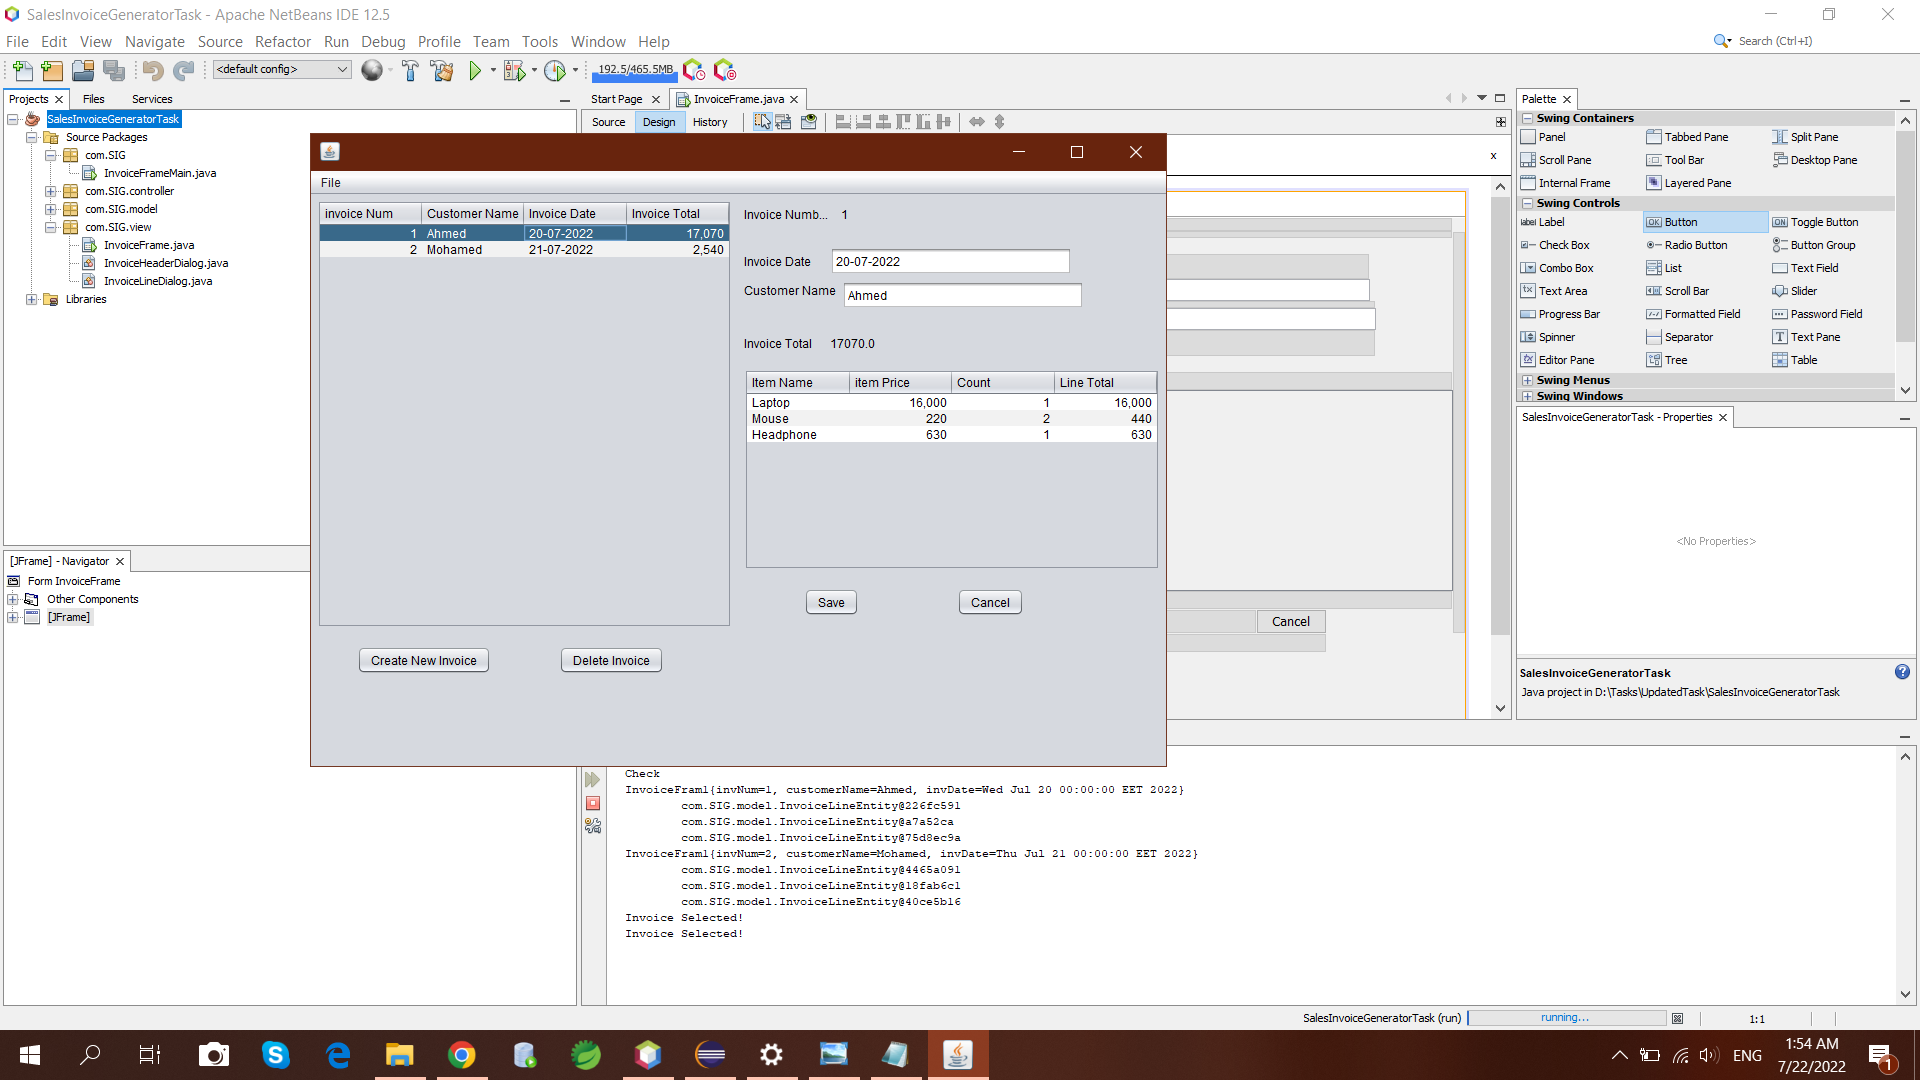 SalesInvoiceGeneratorTask - Apache NetBeans IDE 12.5
File Edit View Navigate Source Refactor Run Debug Profile Team Tools Window Help
Search (Ctrl+I)
<default config>
192.5/465.5MB
Projects Files Services
SalesInvoiceGeneratorTask
Source Packages
com.SIG
InvoiceFrameMain.java
com.SIG.controller
com.SIG.model
com.SIG.view
InvoiceFrame.java
InvoiceHeaderDialog.java
InvoiceLineDialog.java
Libraries
[JFrame] - Navigator
Form InvoiceFrame
Other Components
[JFrame]
Start Page InvoiceFrame.java
Source Design History
File
invoice Num Customer Name Invoice Date Invoice Total
1 Ahmed 20-07-2022 17,070
2 Mohamed 21-07-2022 2,540
Create New Invoice Delete Invoice
Invoice Numb... 1
Invoice Date 20-07-2022
Customer Name Ahmed
Invoice Total 17070.0
Item Name item Price Count Line Total
Laptop 16,000 1 16,000
Mouse 220 2 440
Headphone 630 1 630
Save Cancel
x
Cancel
Palette
Swing Containers
Panel Tabbed Pane Split Pane
Scroll Pane Tool Bar Desktop Pane
Internal Frame Layered Pane
Swing Controls
label Label OK Button ON Toggle Button
Check Box Radio Button Button Group
Combo Box List Text Field
Text Area Scroll Bar Slider
Progress Bar Formatted Field Password Field
Spinner Separator Text Pane
Editor Pane Tree Table
Swing Menus
Swing Windows
SalesInvoiceGeneratorTask - Properties
<No Properties>
SalesInvoiceGeneratorTask
Java project in D:\Tasks\UpdatedTask\SalesInvoiceGeneratorTask
Check
InvoiceFram1{invNum=1, customerName=Ahmed, invDate=Wed Jul 20 00:00:00 EET 2022}
com.SIG.model.InvoiceLineEntity@226fc591
com.SIG.model.InvoiceLineEntity@a7a52ca
com.SIG.model.InvoiceLineEntity@75d8ec9a
InvoiceFram1{invNum=2, customerName=Mohamed, invDate=Thu Jul 21 00:00:00 EET 2022}
com.SIG.model.InvoiceLineEntity@4465a091
com.SIG.model.InvoiceLineEntity@18fab6c1
com.SIG.model.InvoiceLineEntity@40ce5b16
Invoice Selected!
Invoice Selected!
SalesInvoiceGeneratorTask (run) running... 1:1
ENG
1:54 AM
7/22/2022
1